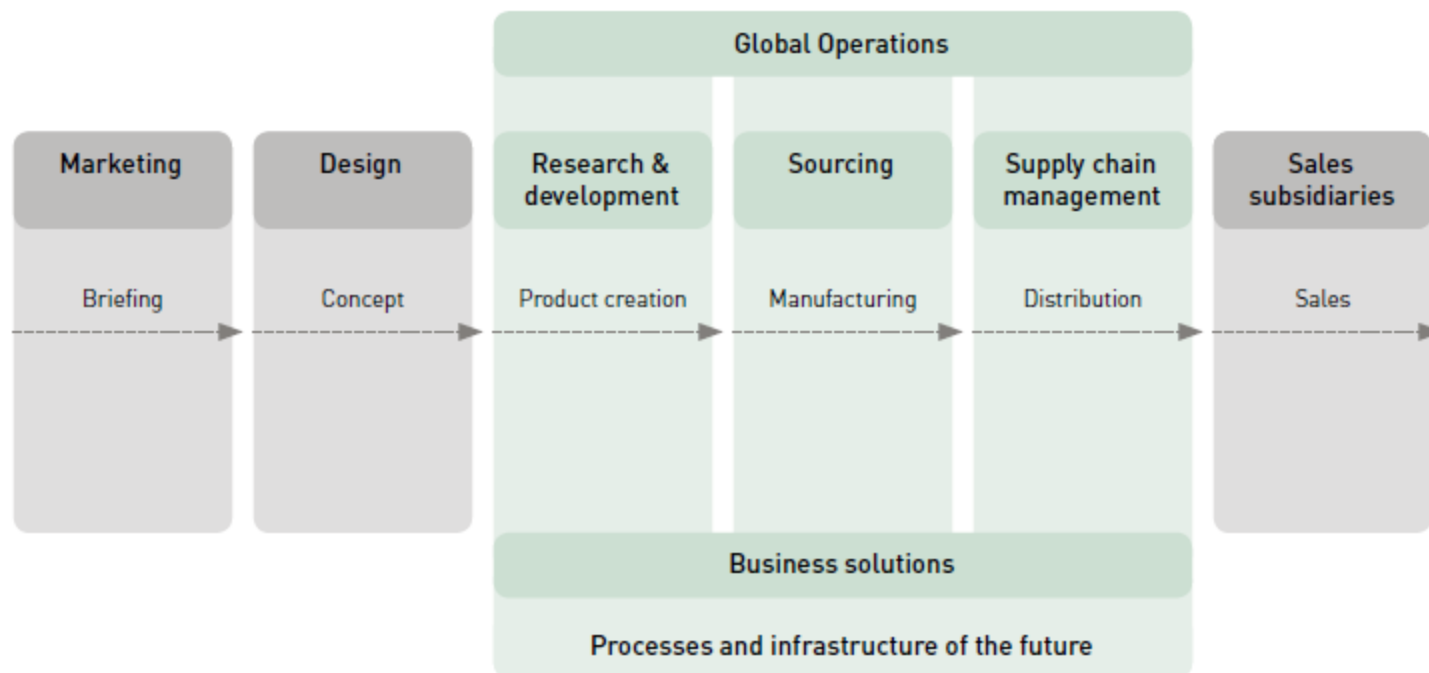 Global Operations
Marketing
Design
Research &
development
Sourcing
Supply chain
management
Sales
subsidiaries
Briefing
Concept
Product creation
Manufacturing
Distribution
Sales
Business solutions
Processes and infrastructure of the future